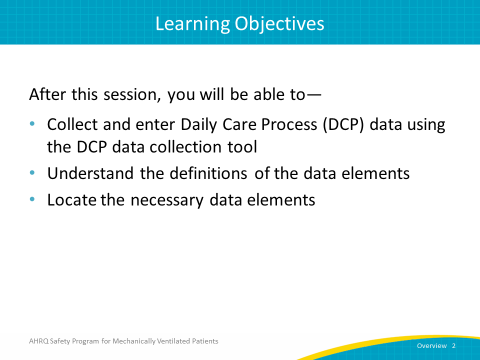 Learning Objectives
After this session, you will be able to—
• Collect and enter Daily Care Process (DCP) data using
the DCP data collection tool
• Understand the definitions of the data elements
• Locate the necessary data elements
AHRQ Safety Program for Mechanically Ventilated Patients
Overview 2